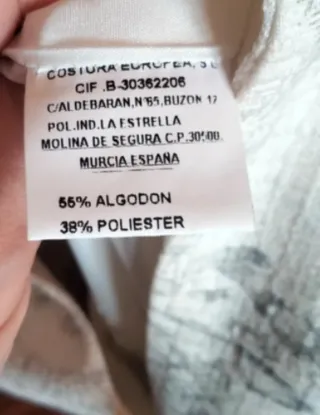 COSTURA EUROPEA, S L
CIF .B-30362206
C/ALDEBARAN,Nº65,BUZON 12
POL.IND.LA ESTRELLA
MOLINA DE SEGURA C.P.30500.
MURCIA ESPAÑA
55% ALGODON
38% POLIESTER